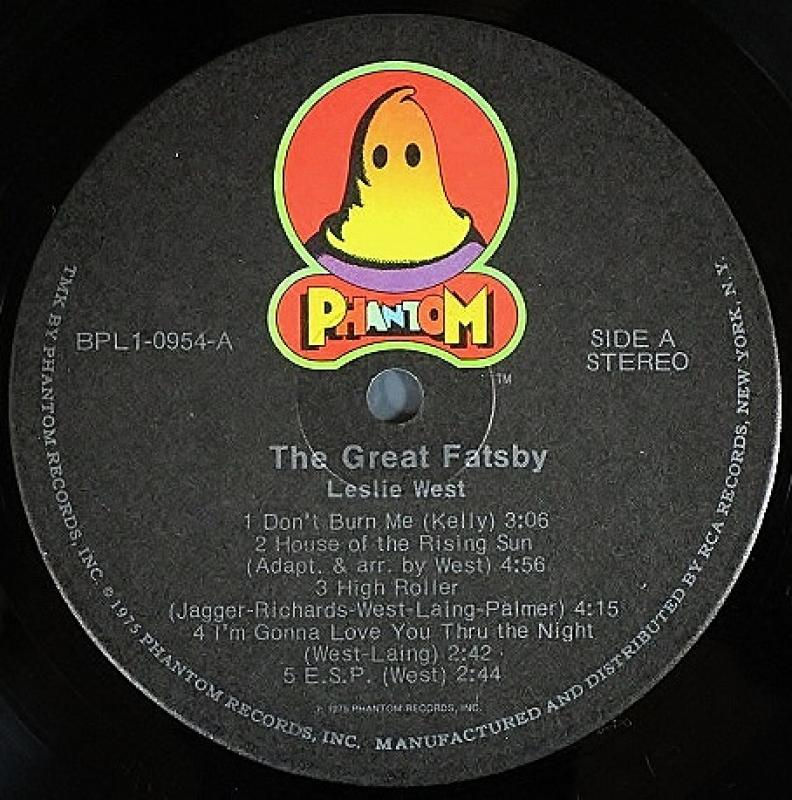 PHANTOM
TM
BPL1-0954-A
SIDE A
STEREO
The Great Fatsby
Leslie West
1 Don't Burn Me (Kelly) 3:06
2 House of the Rising Sun
(Adapt. & arr. by West) 4:56
3 High Roller
(Jagger-Richards-West-Laing-Palmer) 4:15
4 I'm Gonna Love You Thru the Night
(West-Laing) 2:42
5 E.S.P. (West) 2:44
℗ 1975 PHANTOM RECORDS, INC.
TMK BY PHANTOM RECORDS, INC. © 1975 PHANTOM RECORDS, INC. MANUFACTURED AND DISTRIBUTED BY RCA RECORDS, NEW YORK, N.Y.